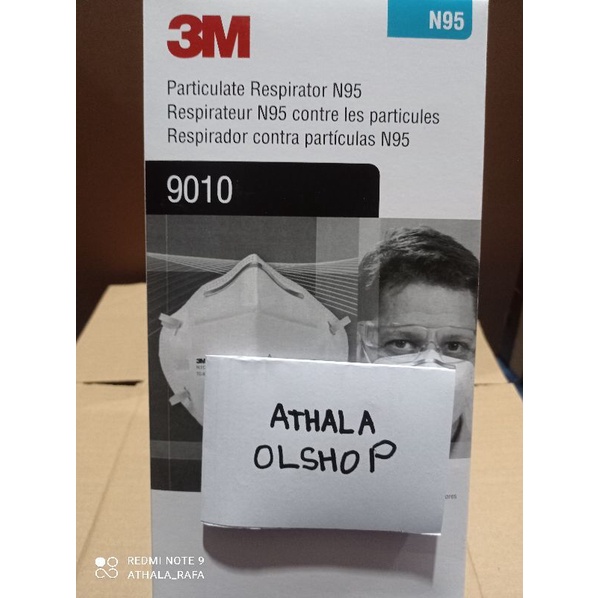 3M
N95
Particulate Respirator N95
Respirateur N95 contre les particules
Respirador contra partículas N95
9010
3M
ATHALA
OLSHOP
REDMI NOTE 9
ATHALA_RAFA